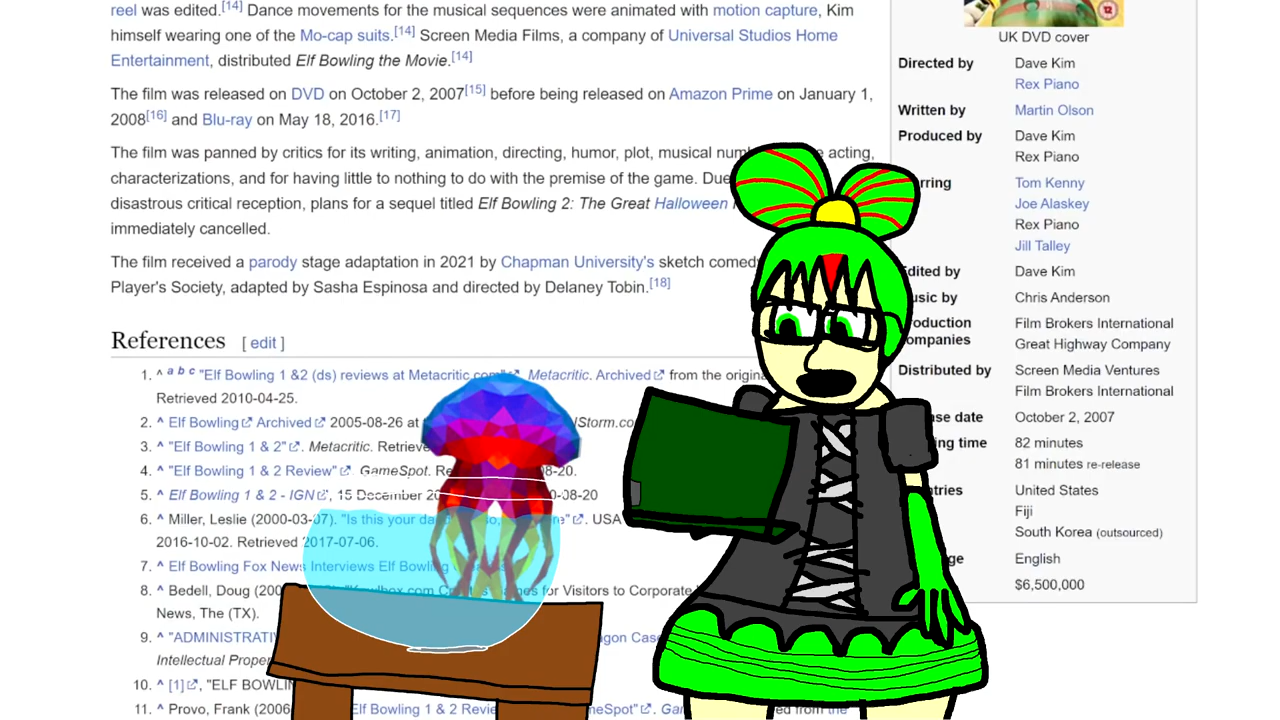 reel was edited.[14] Dance movements for the musical sequences were animated with motion capture, Kim
himself wearing one of the Mo-cap suits.[14] Screen Media Films, a company of Universal Studios Home
Entertainment, distributed Elf Bowling the Movie.[14]
The film was released on DVD on October 2, 2007[15] before being released on Amazon Prime on January 1,
2008[16] and Blu-ray on May 18, 2016.[17]
The film was panned by critics for its writing, animation, directing, humor, plot, musical acting,
characterizations, and for having little to nothing to do with the premise of the game. Due
disastrous critical reception, plans for a sequel titled Elf Bowling 2: The Great Halloween
immediately cancelled.
The film received a parody stage adaptation in 2021 by Chapman University's sketch
Player's Society, adapted by Sasha Espinosa and directed by Delaney Tobin.[18]
References [ edit ]
1. ^ a b c "Elf Bowling 1 &2 (ds) reviews at Metacritic.com". Metacritic. Archived from the
Retrieved 2010-04-25.
2. ^ Elf Bowling Archived 2005-08-26 at
3. ^ "Elf Bowling 1 & 2". Metacritic.
4. ^ "Elf Bowling 1 & 2 Review". GameSpot.
5. ^ Elf Bowling 1 & 2 - IGN, 15 December
6. ^ Miller, Leslie (2000-03-07). "Is this your USA
2016-10-02. Retrieved 2017-07-06.
7. ^ Elf Bowling Fox News Interviews Elf Bowling
8. ^ Bedell, Doug for Visitors to Corporate
News, The (TX).
9. ^
Intellectual
10. ^ [1], "ELF
11. ^ Provo, Frank Bowling 1 & 2 from the
UK DVD cover
Directed by Dave Kim
Rex Piano
Written by Martin Olson
Produced by Dave Kim
Rex Piano
Tom Kenny
Joe Alaskey
Rex Piano
Jill Talley
Edited by Dave Kim
by Chris Anderson
Film Brokers International
Great Highway Company
Distributed by Screen Media Ventures
Film Brokers International
date October 2, 2007
time 82 minutes
81 minutes re-release
United States
Fiji
South Korea (outsourced)
English
$6,500,000